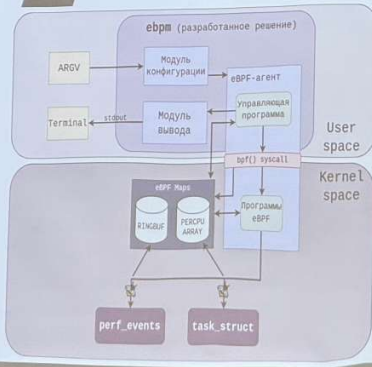 ebpm (разработанное решение)
ARGV
Модуль
конфигурации
eBPF-агент
Управляющая
программа
Terminal
stdout
Модуль
вывода
User
space
bpf() syscall
Kernel
space
eBPF Maps
RINGBUF
PERCPU
ARRAY
Программы
eBPF
perf_events
task_struct